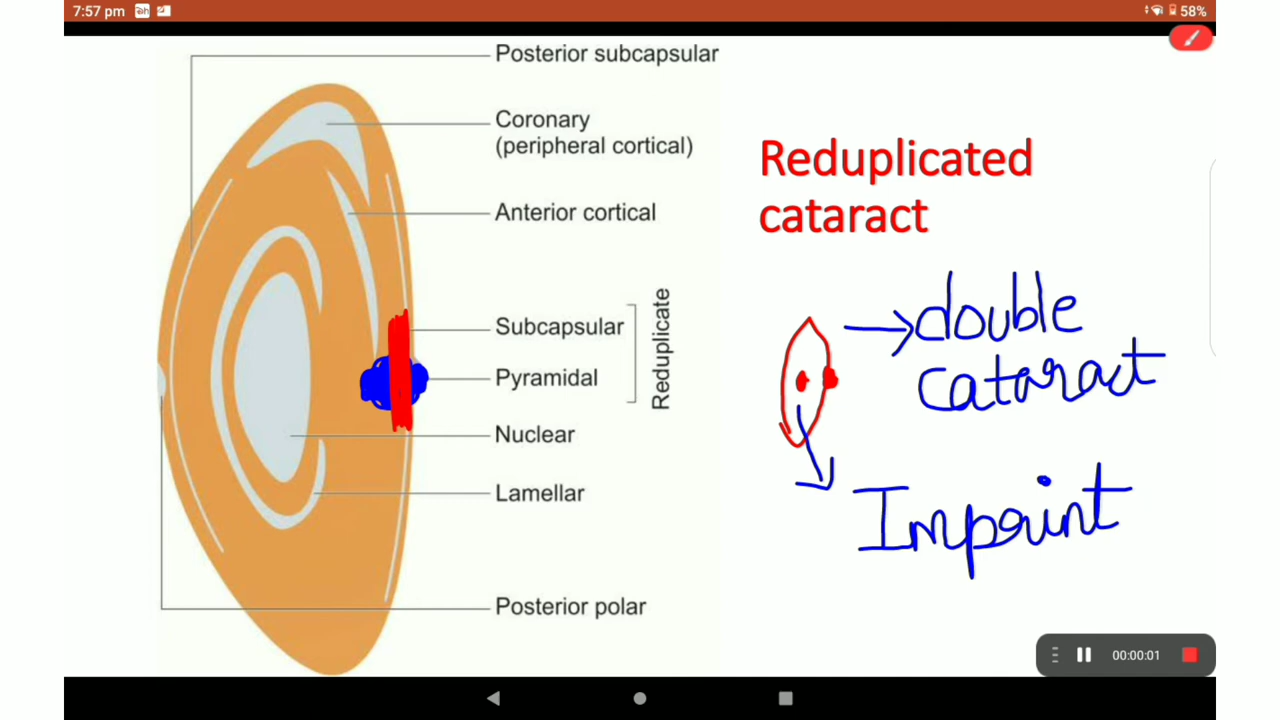 7:57 pm
58%
Posterior subcapsular
Coronary
(peripheral cortical)
Anterior cortical
Subcapsular
Pyramidal
Reduplicate
Nuclear
Lamellar
Posterior polar
Reduplicated
cataract
double
cataract
Imprint
00:00:01